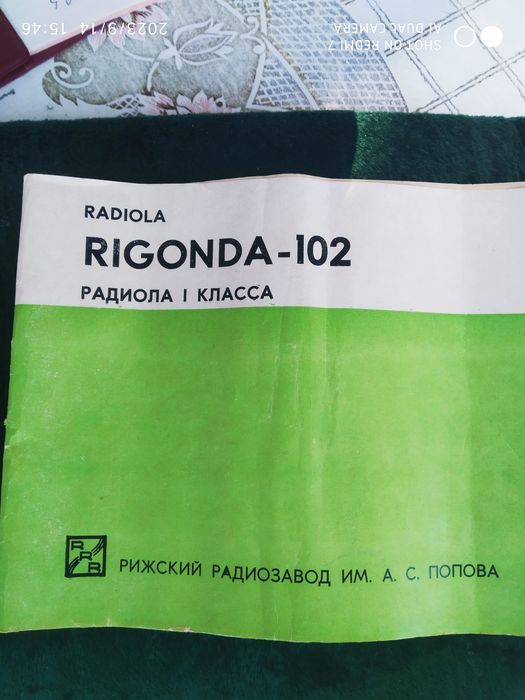 RADIOLA
RIGONDA-102
РАДИОЛА I КЛАССА
RRR
РИЖСКИЙ РАДИОЗАВОД ИМ. А. С. ПОПОВА
SHOT ON REDMI 7
AI DUAL CAMERA
2023/9/14 15:46